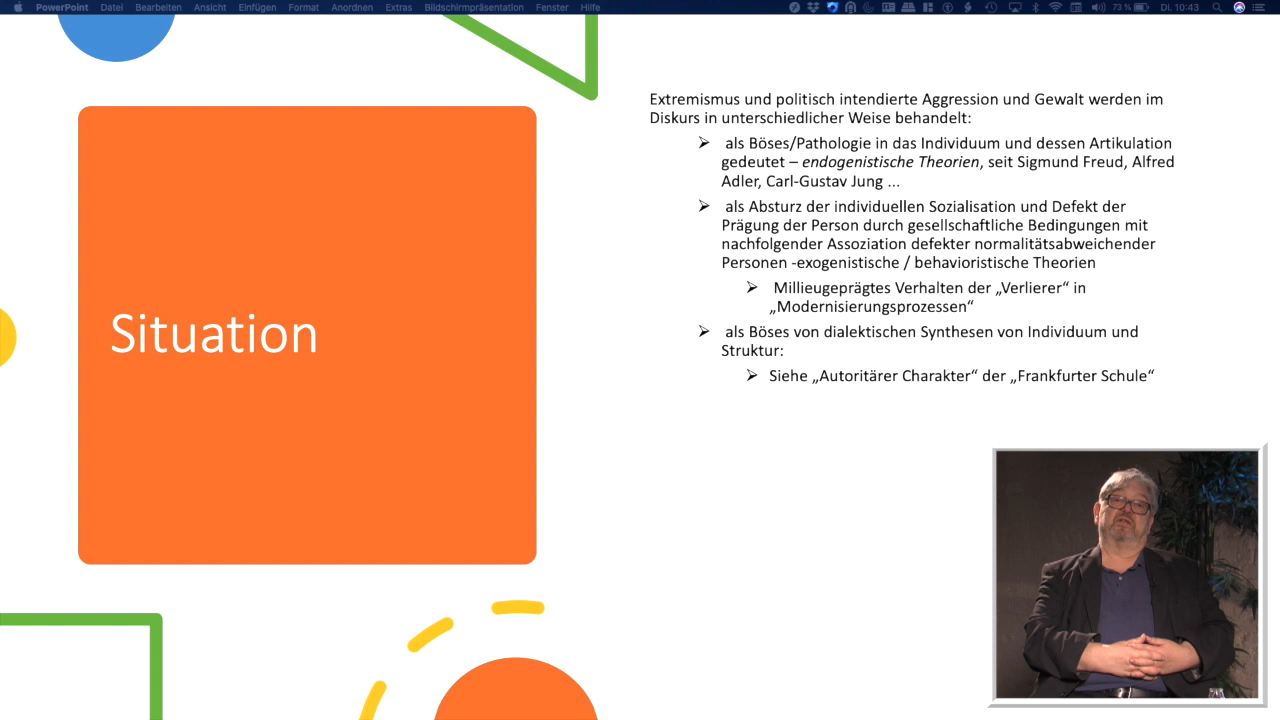 PowerPoint Datei Bearbeiten Ansicht Einfügen Format Anordnen Extras Bildschirmpräsentation Fenster Hilfe 73 % Di. 10:43
Situation
Extremismus und politisch intendierte Aggression und Gewalt werden im
Diskurs in unterschiedlicher Weise behandelt:
➢ als Böses/Pathologie in das Individuum und dessen Artikulation
gedeutet – endogenistische Theorien, seit Sigmund Freud, Alfred
Adler, Carl-Gustav Jung ...
➢ als Absturz der individuellen Sozialisation und Defekt der
Prägung der Person durch gesellschaftliche Bedingungen mit
nachfolgender Assoziation defekter normalitätsabweichender
Personen -exogenistische / behavioristische Theorien
➢ Millieugeprägtes Verhalten der „Verlierer“ in
„Modernisierungsprozessen“
➢ als Böses von dialektischen Synthesen von Individuum und
Struktur:
➢ Siehe „Autoritärer Charakter“ der „Frankfurter Schule“